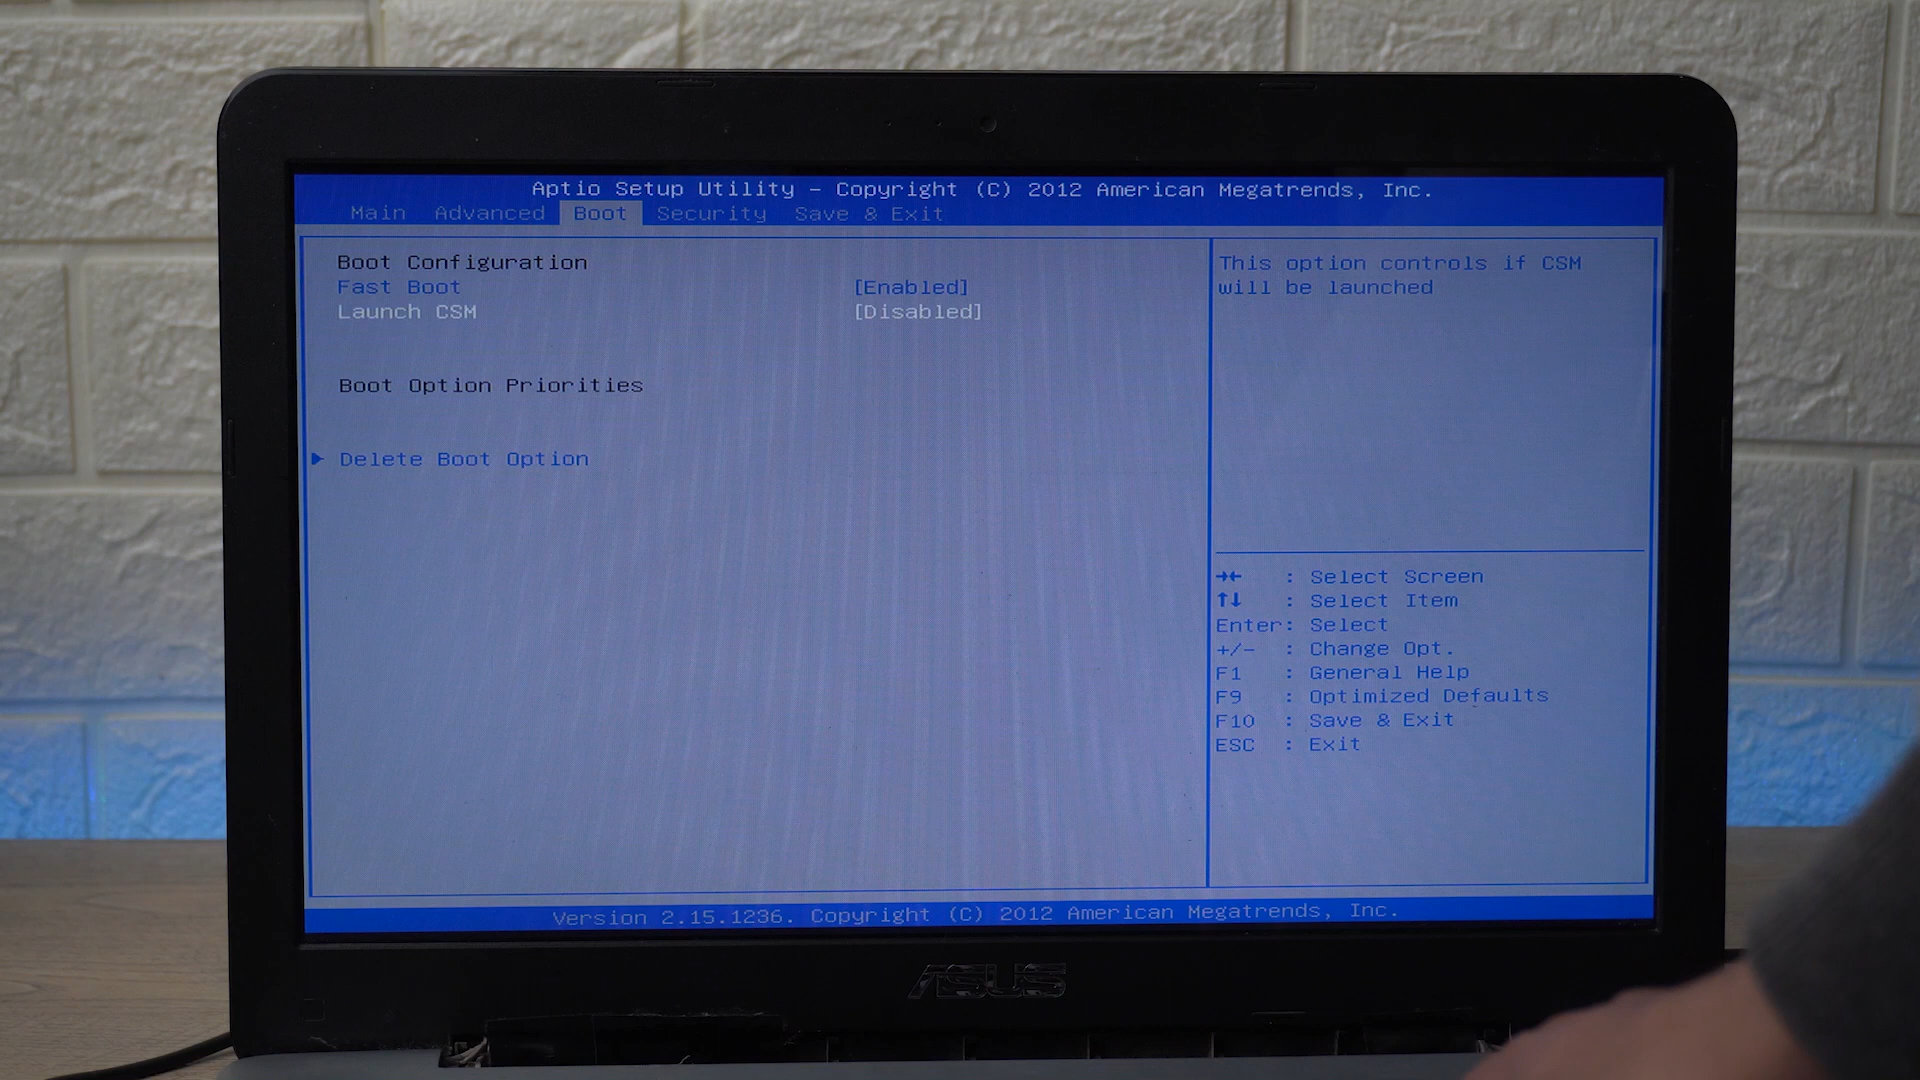 Aptio Setup Utility - Copyright (C) 2012 American Megatrends, Inc.
Main Advanced Boot Security Save & Exit
Boot Configuration
Fast Boot [Enabled]
Launch CSM [Disabled]
Boot Option Priorities
Delete Boot Option
This option controls if CSM
will be launched
→← : Select Screen
↑↓ : Select Item
Enter: Select
+/- : Change Opt.
F1 : General Help
F9 : Optimized Defaults
F10 : Save & Exit
ESC : Exit
Version 2.15.1236. Copyright (C) 2012 American Megatrends, Inc.
ASUS